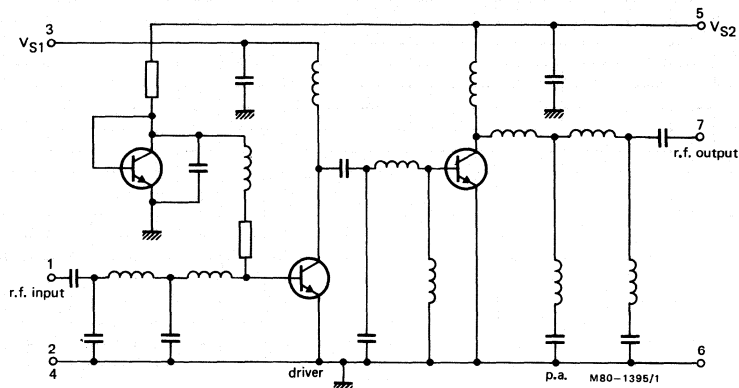 5
3
V_S2
V_S1
7
r.f. output
1
r.f. input
2
4
driver
6
p.a.
M80-1395/1